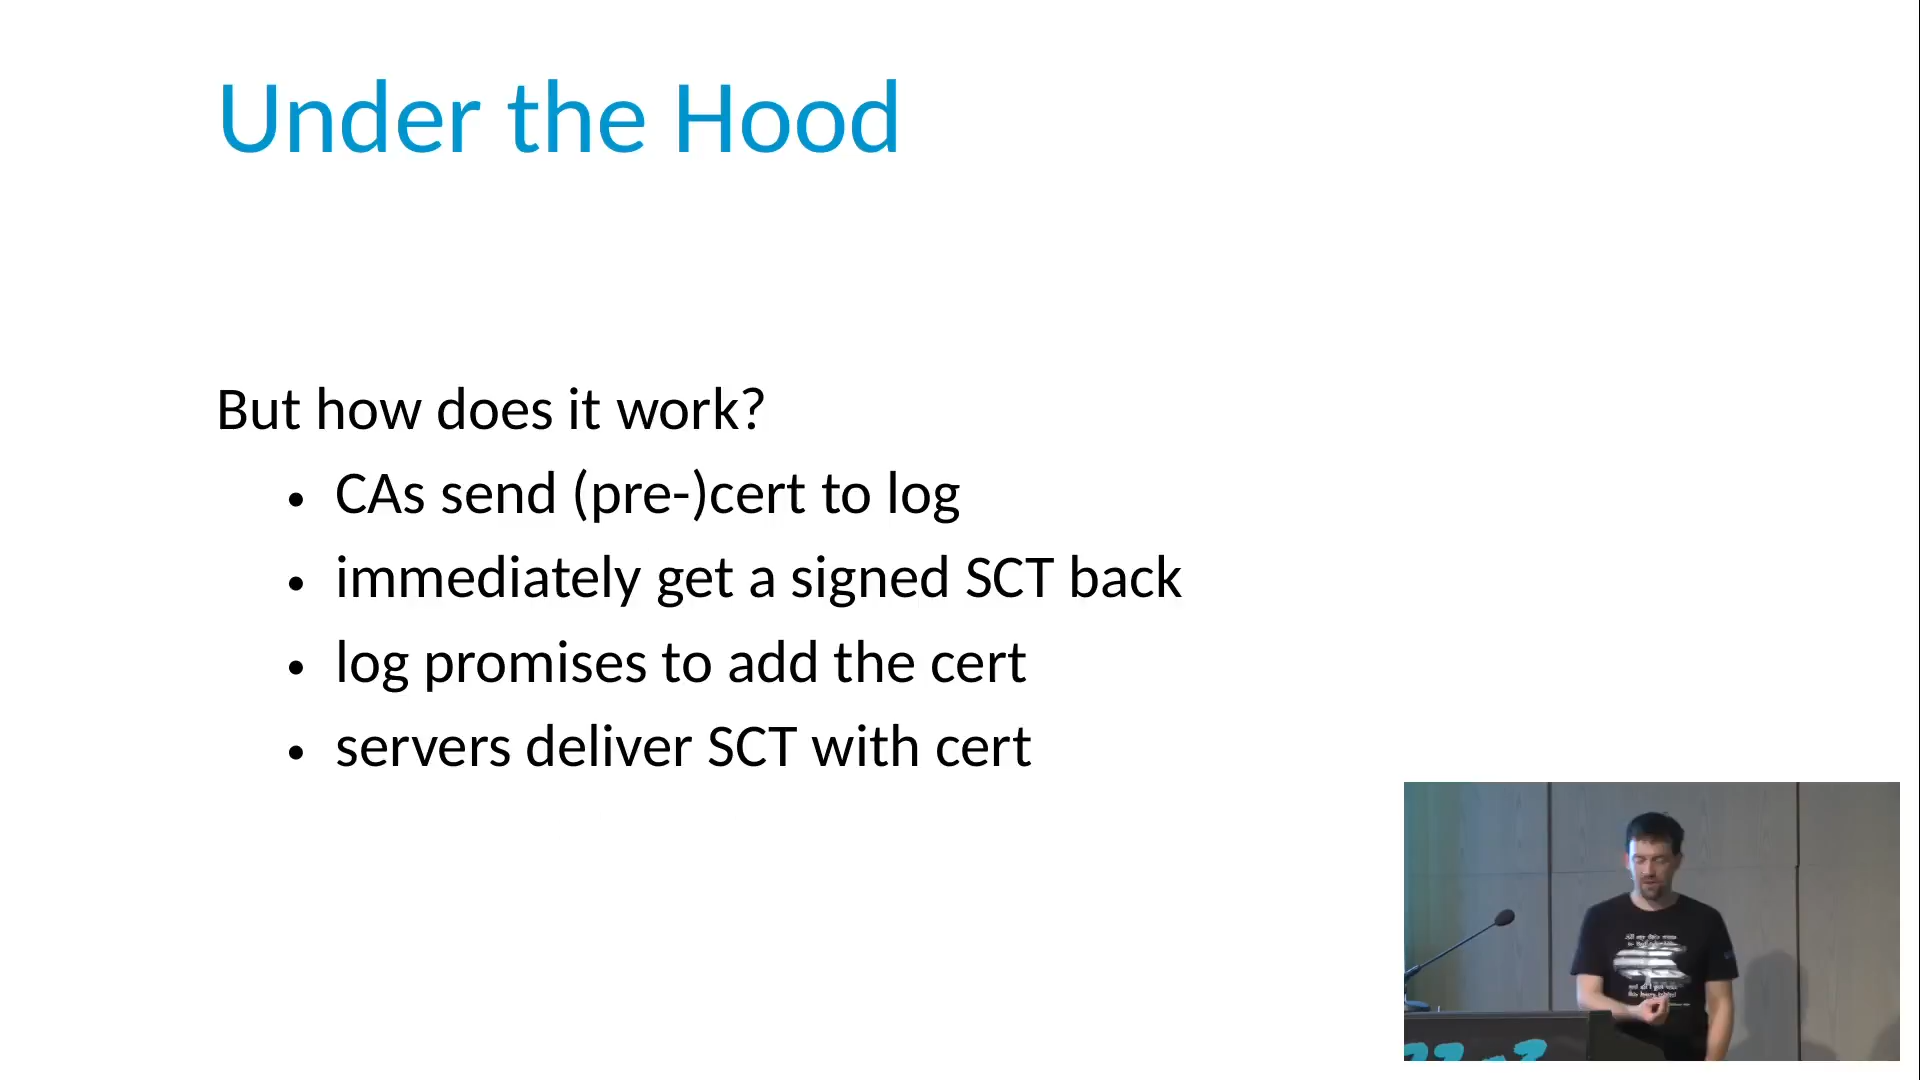 Under the Hood
But how does it work?
• CAs send (pre-)cert to log
• immediately get a signed SCT back
• log promises to add the cert
• servers deliver SCT with cert